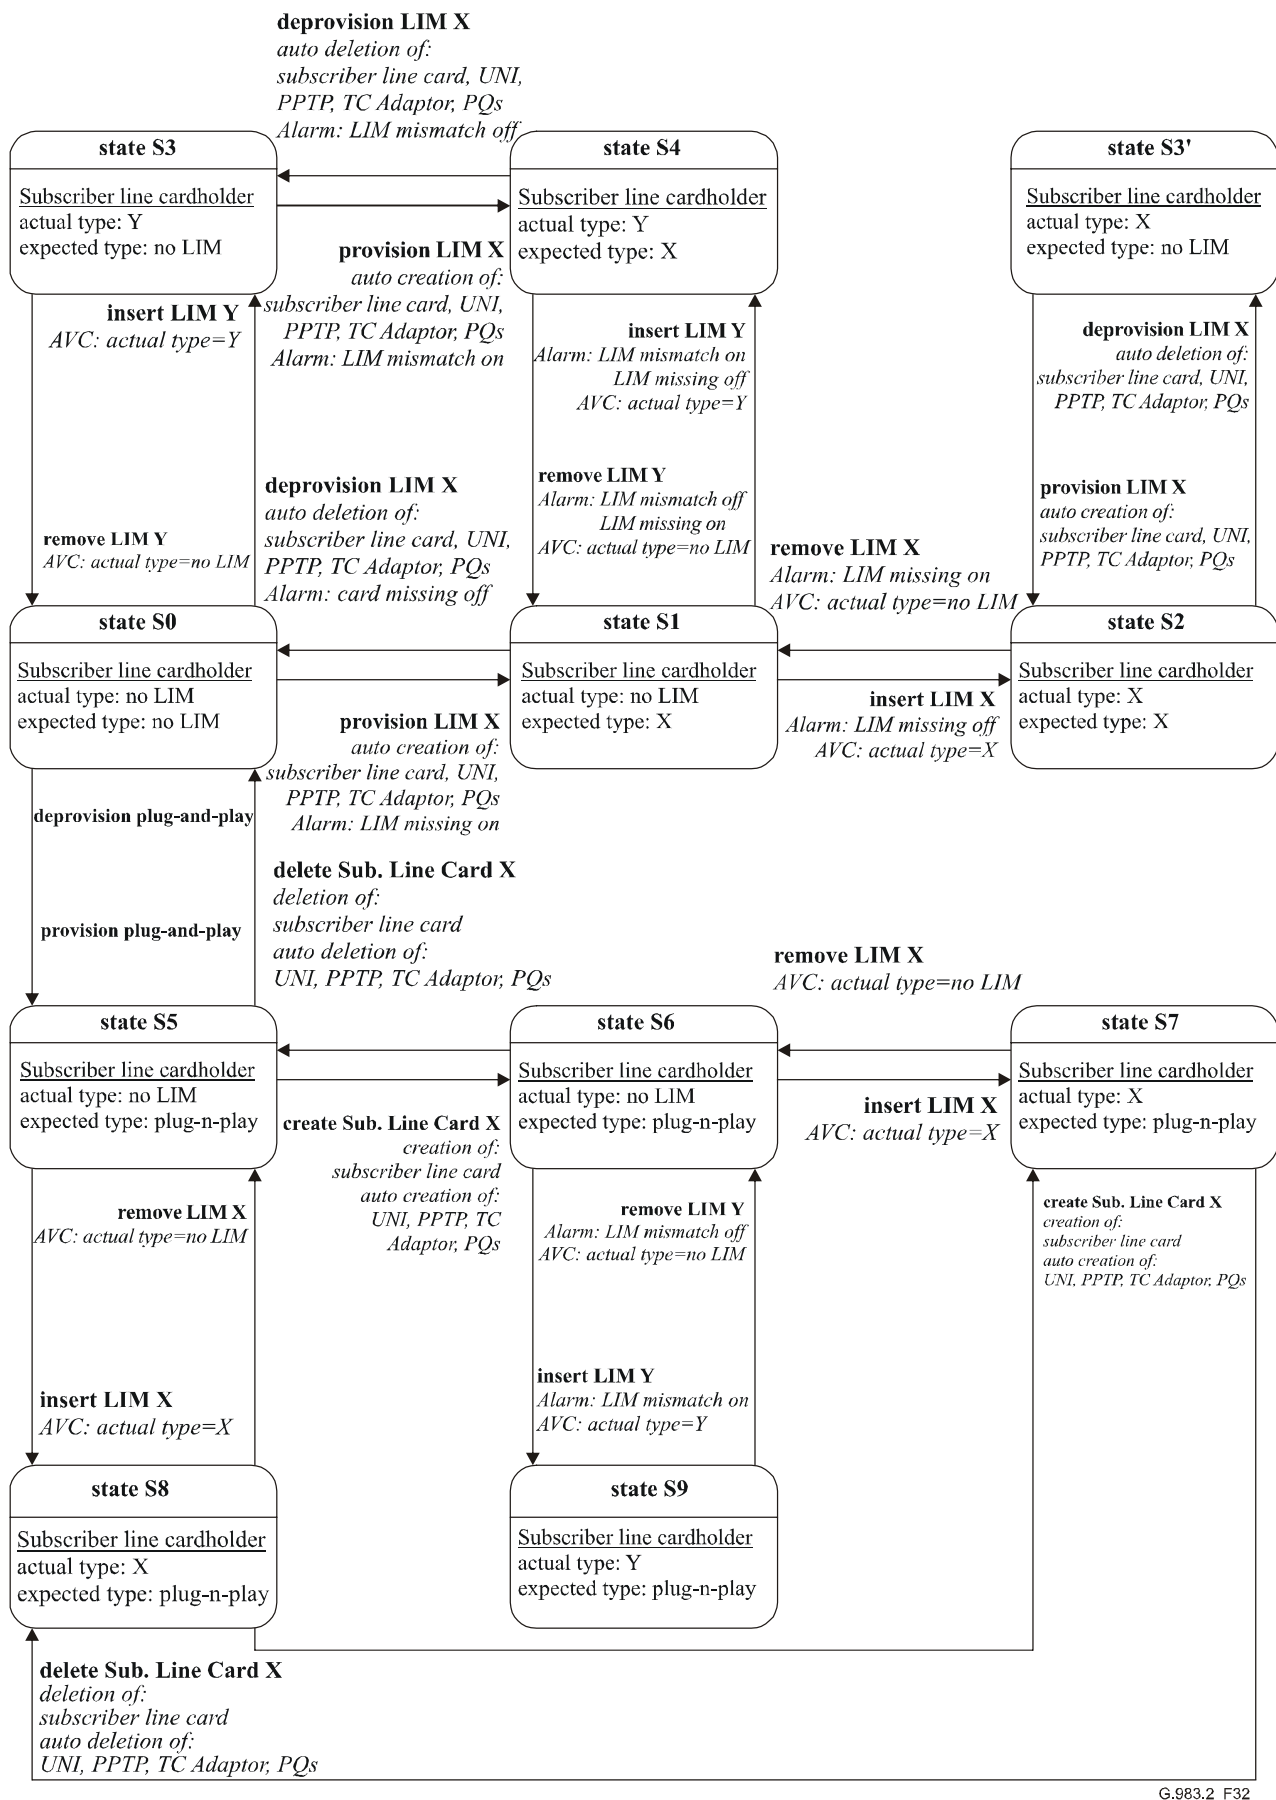 deprovision LIM X
auto deletion of:
subscriber line card, UNI,
PPTP, TC Adaptor, PQs
Alarm: LIM mismatch off
state S3
Subscriber line cardholder
actual type: Y
expected type: no LIM
state S4
Subscriber line cardholder
actual type: Y
expected type: X
state S3'
Subscriber line cardholder
actual type: X
expected type: no LIM
provision LIM X
auto creation of:
subscriber line card, UNI,
PPTP, TC Adaptor, PQs
Alarm: LIM mismatch on
insert LIM Y
AVC: actual type=Y
insert LIM Y
Alarm: LIM mismatch on
LIM missing off
AVC: actual type=Y
deprovision LIM X
auto deletion of:
subscriber line card, UNI,
PPTP, TC Adaptor, PQs
remove LIM Y
AVC: actual type=no LIM
deprovision LIM X
auto deletion of:
subscriber line card, UNI,
PPTP, TC Adaptor, PQs
Alarm: card missing off
remove LIM Y
Alarm: LIM mismatch off
LIM missing on
AVC: actual type=no LIM
remove LIM X
Alarm: LIM missing on
AVC: actual type=no LIM
provision LIM X
auto creation of:
subscribr line card, UNI,
PPTP, TC Adaptor, PQs
state S0
Subscriber line cardholder
actual type: no LIM
expected type: no LIM
state S1
Subscriber line cardholder
actual type: no LIM
expected type: X
state S2
Subscriber line cardholder
actual type: X
expected type: X
provision LIM X
auto creation of:
subscriber line card, UNI,
PPTP, TC Adaptor, PQs
Alarm: LIM missing on
insert LIM X
Alarm: LIM missing off
AVC: actual type=X
deprovision plug-and-play
provision plug-and-play
delete Sub. Line Card X
deletion of:
subscriber line card
auto deletion of:
UNI, PPTP, TC Adaptor, PQs
remove LIM X
AVC: actual type=no LIM
state S5
Subscriber line cardholder
actual type: no LIM
expected type: plug-n-play
state S6
Subscriber line cardholder
actual type: no LIM
expected type: plug-n-play
state S7
Subscriber line cardholder
actual type: X
expected type: plug-n-play
create Sub. Line Card X
creation of:
subscriber line card
auto creation of:
UNI, PPTP, TC
Adaptor, PQs
insert LIM X
AVC: actual type=X
remove LIM X
AVC: actual type=no LIM
remove LIM Y
Alarm: LIM mismatch off
AVC: actual type=no LIM
create Sub. Line Card X
creation of:
subscriber line card
auto creation of:
UNI, PPTP, TC Adaptor, PQs
insert LIM X
AVC: actual type=X
insert LIM Y
Alarm: LIM mismatch on
AVC: actual type=Y
state S8
Subscriber line cardholder
actual type: X
expected type: plug-n-play
state S9
Subscriber line cardholder
actual type: Y
expected type: plug-n-play
delete Sub. Line Card X
deletion of:
subscriber line card
auto deletion of:
UNI, PPTP, TC Adaptor, PQs
G.983.2_F32